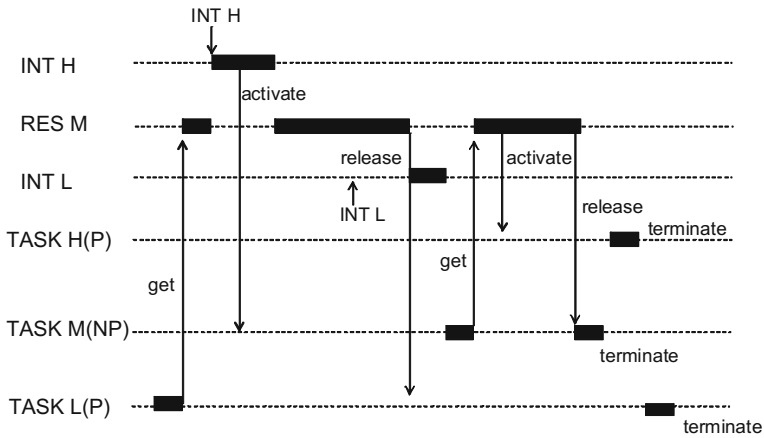 INT H
INT H
activate
RES M
release
activate
INT L
INT L
release
TASK H(P)
terminate
get
get
TASK M(NP)
terminate
TASK L(P)
terminate